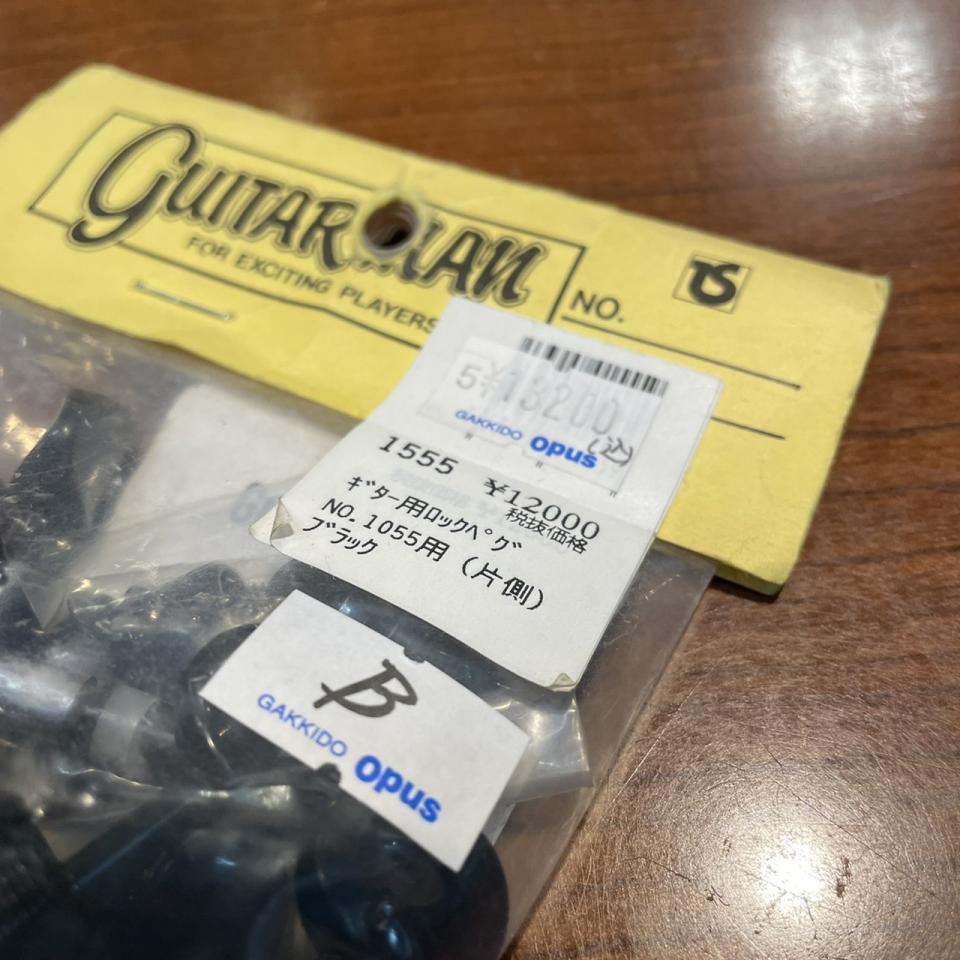 GUITAR MAN
FOR EXCITING PLAYERS
NO.
TS
5¥13200
(込)
GAKKIDO Opus
1555 ¥12000
税抜価格
ギター用ロックペグ
NO.1055用 (片側)
ブラック
B
GAKKIDO Opus